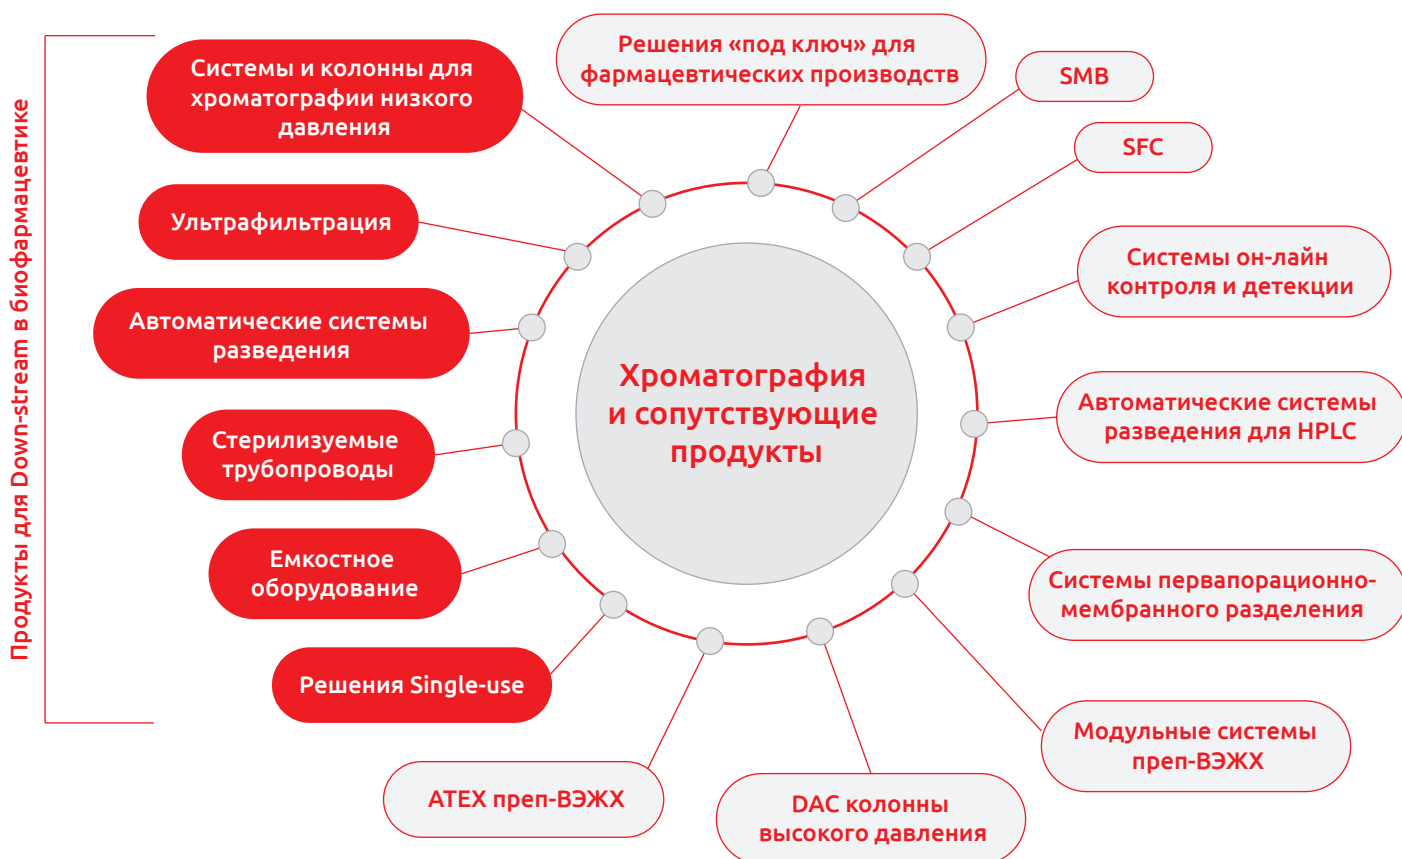 Продукты для Down-stream в биофармацевтике
Системы и колонны для
хроматографии низкого
давления
Ультрафильтрация
Автоматические системы
разведения
Стерилизуемые
трубопроводы
Емкостное
оборудование
Решения Single-use
Решения «под ключ» для
фармацевтических производств
SMB
SFC
Системы он-лайн
контроля и детекции
Автоматические системы
разведения для HPLC
Системы первапорационно-
мембранного разделения
Модульные системы
преп-ВЭЖХ
DAC колонны
высокого давления
ATEX преп-ВЭЖХ
Хроматография
и сопутствующие
продукты